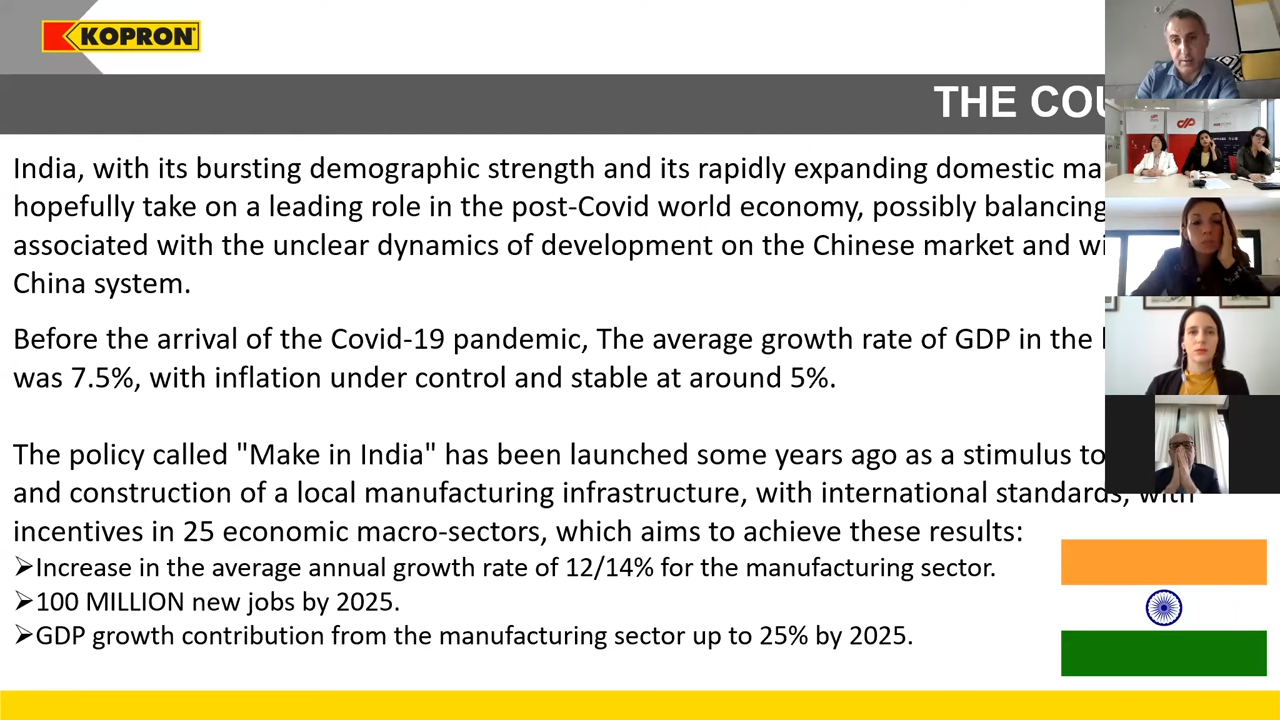 KOPRON
THE COU
India, with its bursting demographic strength and its rapidly expanding domestic ma
hopefully take on a leading role in the post-Covid world economy, possibly balancing
associated with the unclear dynamics of development on the Chinese market and wi
China system.
Before the arrival of the Covid-19 pandemic, The average growth rate of GDP in the
was 7.5%, with inflation under control and stable at around 5%.
The policy called "Make in India" has been launched some years ago as a stimulus to
and construction of a local manufacturing infrastructure, with international standards, with
incentives in 25 economic macro-sectors, which aims to achieve these results:
➢Increase in the average annual growth rate of 12/14% for the manufacturing sector.
➢100 MILLION new jobs by 2025.
➢GDP growth contribution from the manufacturing sector up to 25% by 2025.